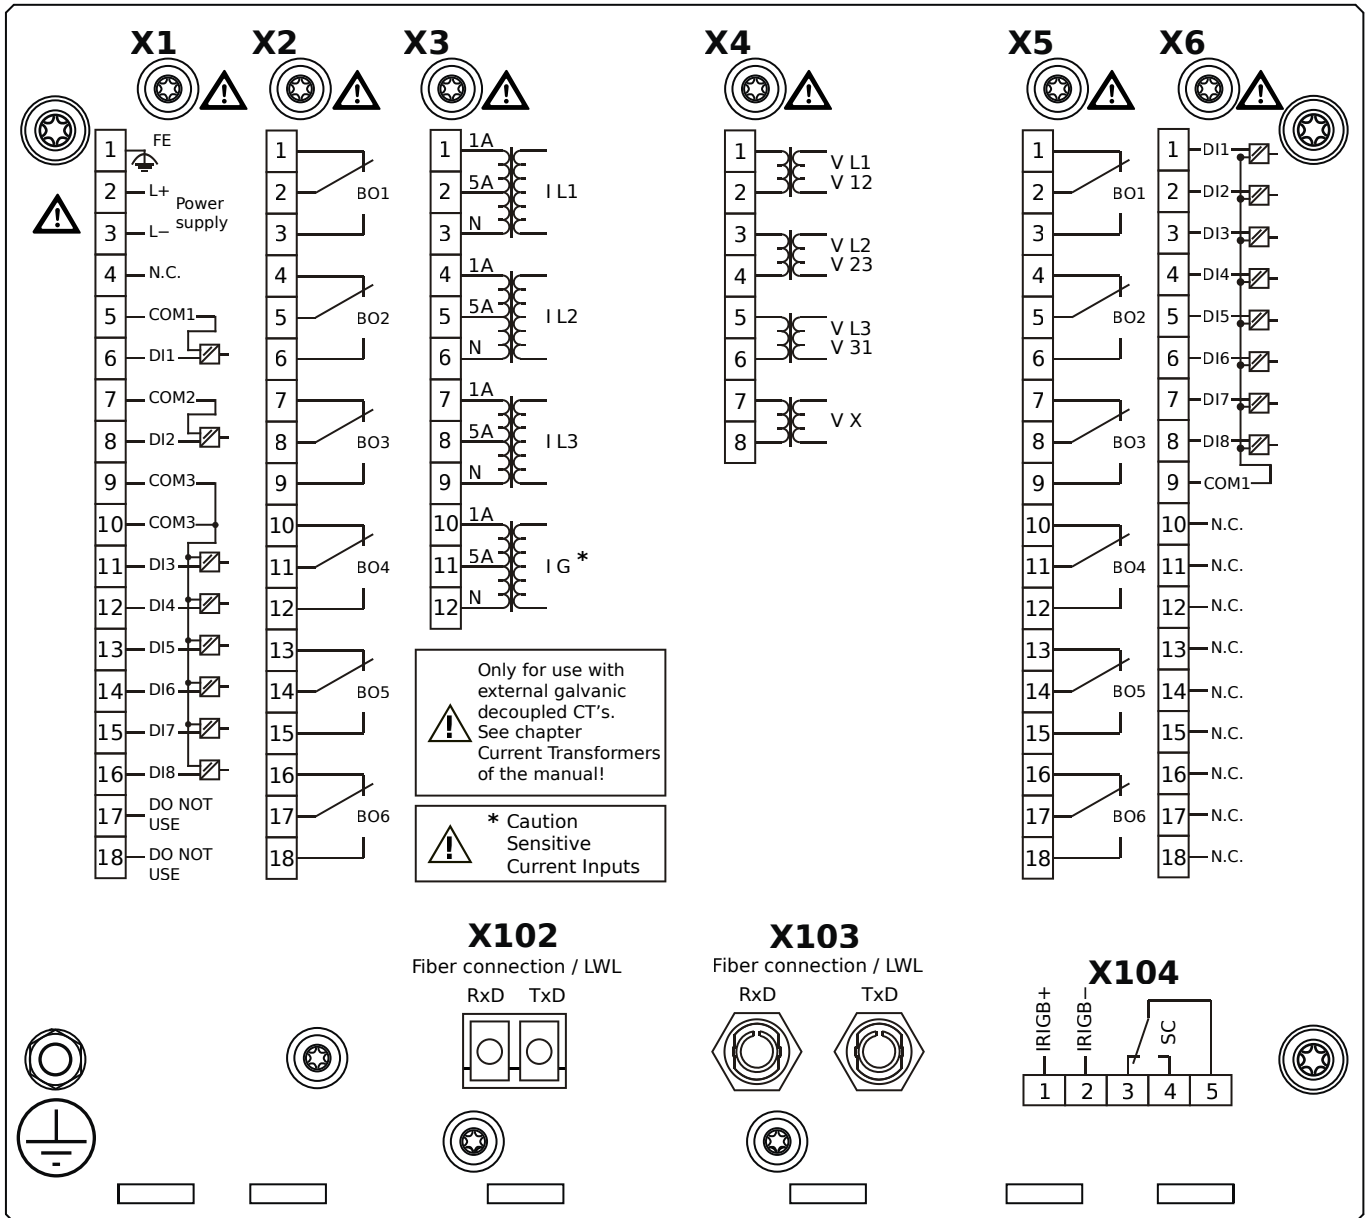 X1
X2
X3
X4
X5
X6
1 FE
2 L+
Power
supply
3 L−
4 N.C.
5 COM1
6 DI1
7 COM2
8 DI2
9 COM3
10 COM3
11 DI3
12 DI4
13 DI5
14 DI6
15 DI7
16 DI8
17 DO NOT
USE
18 DO NOT
USE
1
2 BO1
3
4
5 BO2
6
7
8 BO3
9
10
11 BO4
12
13
14 BO5
15
16
17 BO6
18
1 1A
2 5A I L1
3 N
4 1A
5 5A I L2
6 N
7 1A
8 5A I L3
9 N
10 1A
11 5A I G *
12 N
Only for use with
external galvanic
decoupled CT's.
See chapter
Current Transformers
of the manual!
* Caution
Sensitive
Current Inputs
1 V L1
2 V 12
3 V L2
4 V 23
5 V L3
6 V 31
7 V X
8
1
2 BO1
3
4
5 BO2
6
7
8 BO3
9
10
11 BO4
12
13
14 BO5
15
16
17 BO6
18
1 DI1
2 DI2
3 DI3
4 DI4
5 DI5
6 DI6
7 DI7
8 DI8
9 COM1
10 N.C.
11 N.C.
12 N.C.
13 N.C.
14 N.C.
15 N.C.
16 N.C.
17 N.C.
18 N.C.
X102
Fiber connection / LWL
RxD TxD
X103
Fiber connection / LWL
RxD TxD
X104
IRIGB+
IRIGB−
SC
1 2 3 4 5